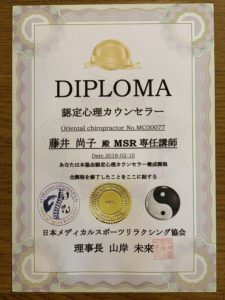 DIPLOMA
認定心理カウンセラー
Oriental chiropractor No.MC00077
藤井 尚子 殿 MSR 専任講師
Date 2018-02-10
あなたは本協会認定心理カウンセラー養成課程
全課程を修了したことをここに証する
日本メディカルスポーツリラクシング協会
理事長 山岸 未來